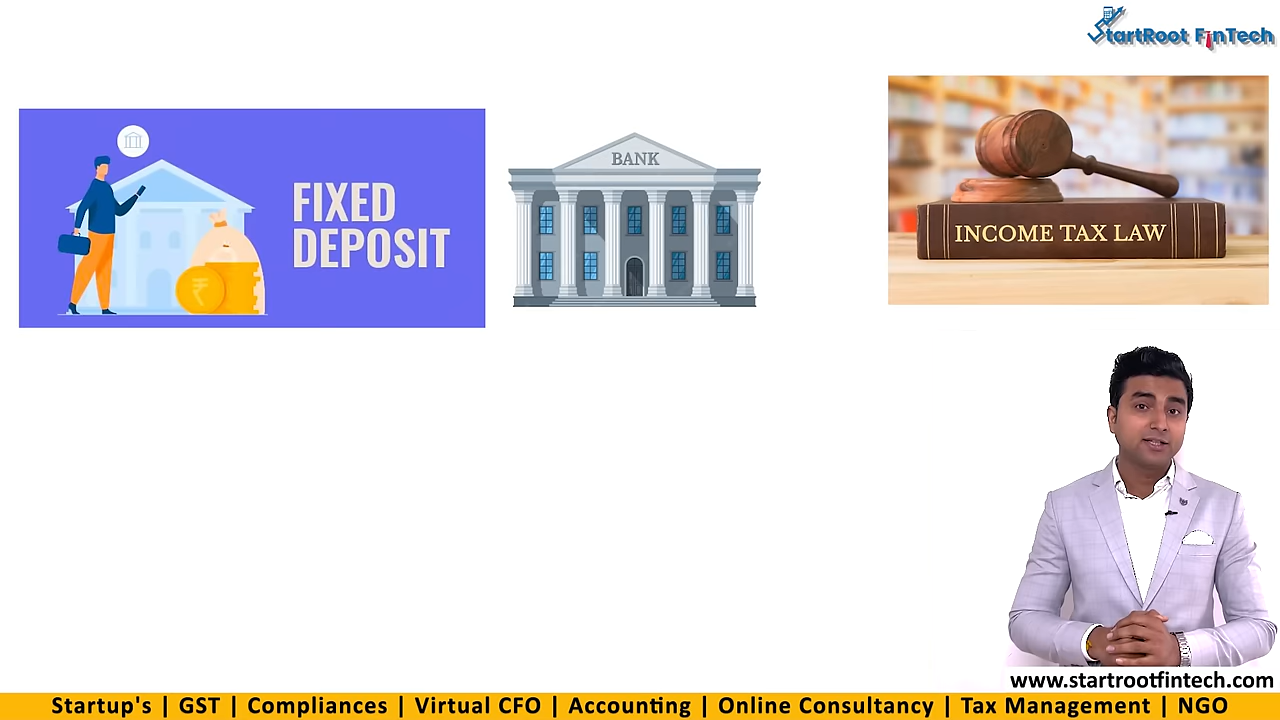 StartRoot FinTech
FIXED
DEPOSIT
BANK
INCOME TAX LAW
www.startrootfintech.com
Startup's | GST | Compliances | Virtual CFO | Accounting | Online Consultancy | Tax Management | NGO